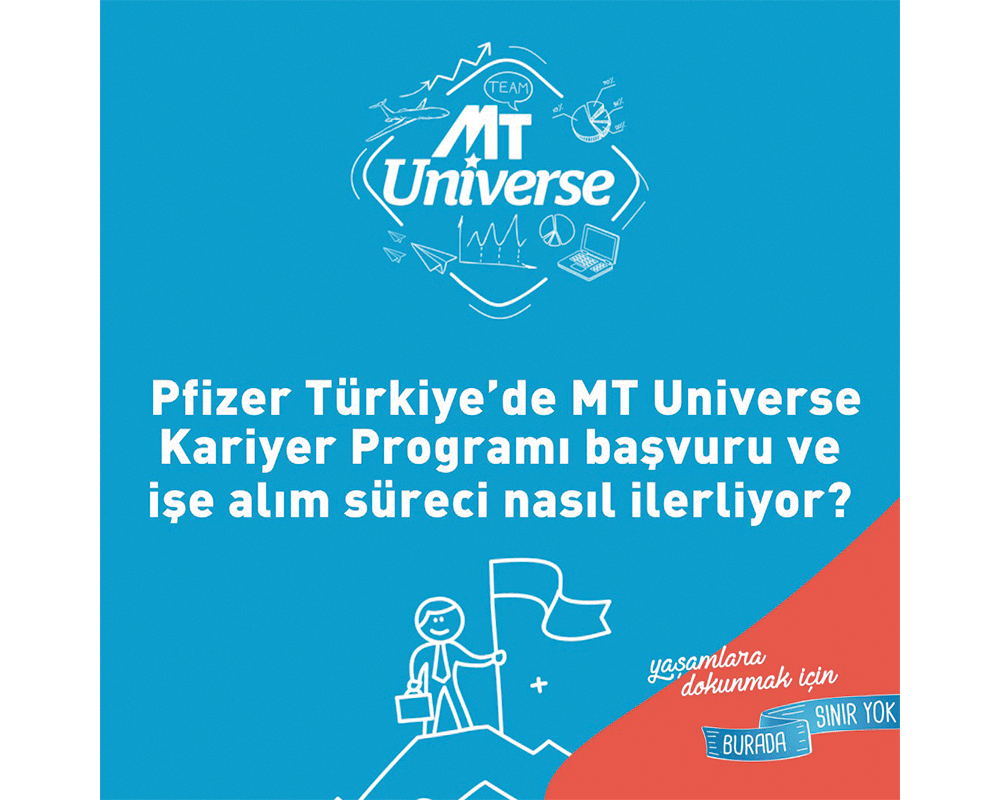 TEAM
MT
Universe
Pfizer Türkiye’de MT Universe
Kariyer Programı başvuru ve
işe alım süreci nasıl ilerliyor?
yaşamlara
dokunmak için
SINIR YOK
BURADA